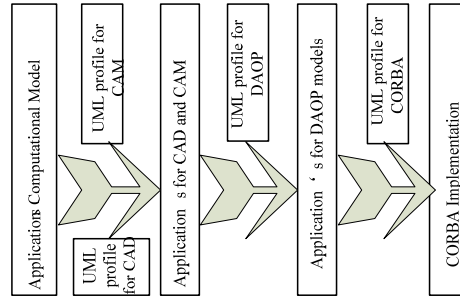 Applications Computational Model
UML profile for
CAM
UML
profile
for CAD
Application s for CAD and CAM
UML profile for
DAOP
Application ‘ s for DAOP models
UML profile for
CORBA
CORBA Implementation